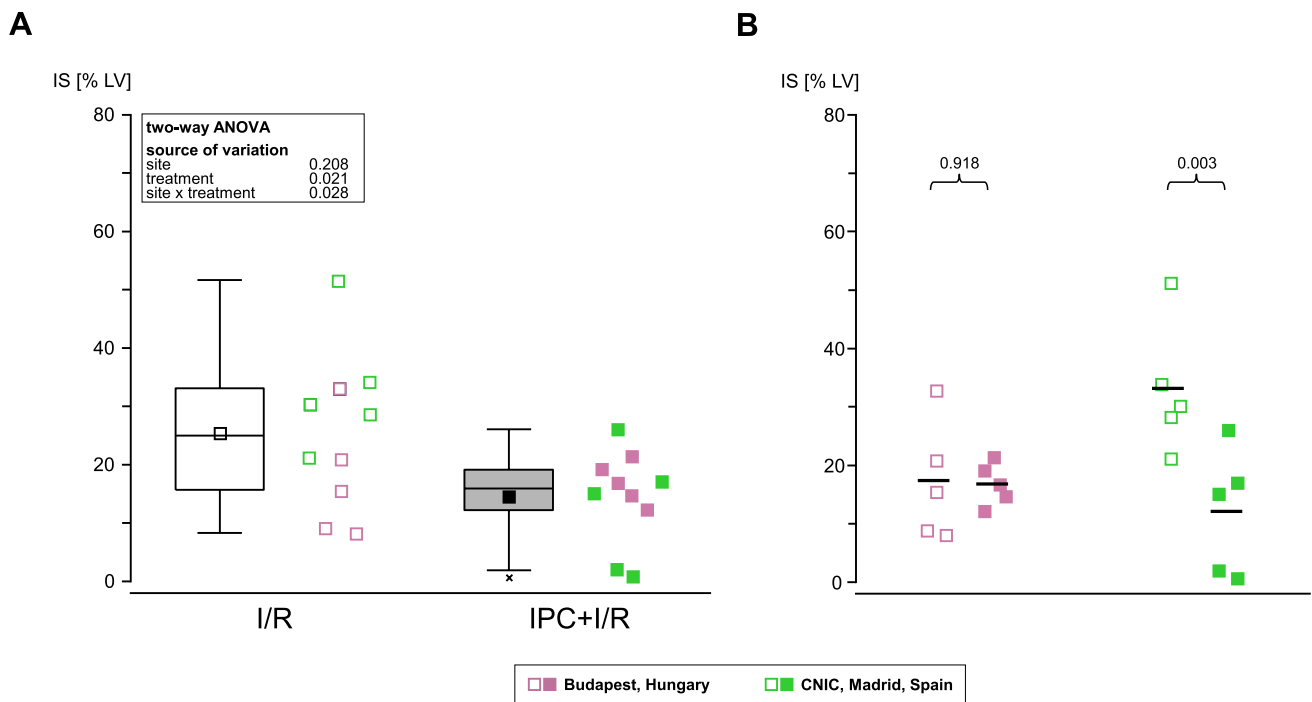 A
IS [% LV]
80
60
40
20
0
two-way ANOVA
source of variation
site 0.208
treatment 0.021
site x treatment 0.028
I/R
IPC+I/R
B
IS [% LV]
80
60
40
20
0
0.918
0.003
Budapest, Hungary
CNIC, Madrid, Spain